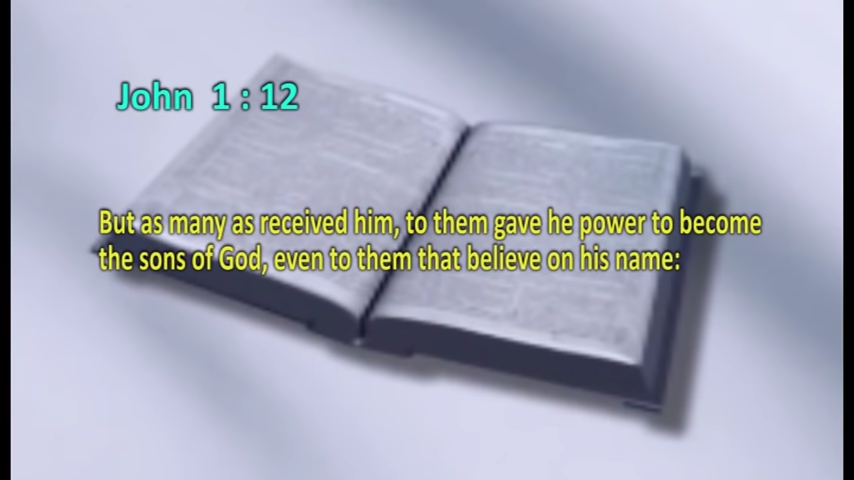 John 1 : 12
But as many as received him, to them gave he power to become
the sons of God, even to them that believe on his name: